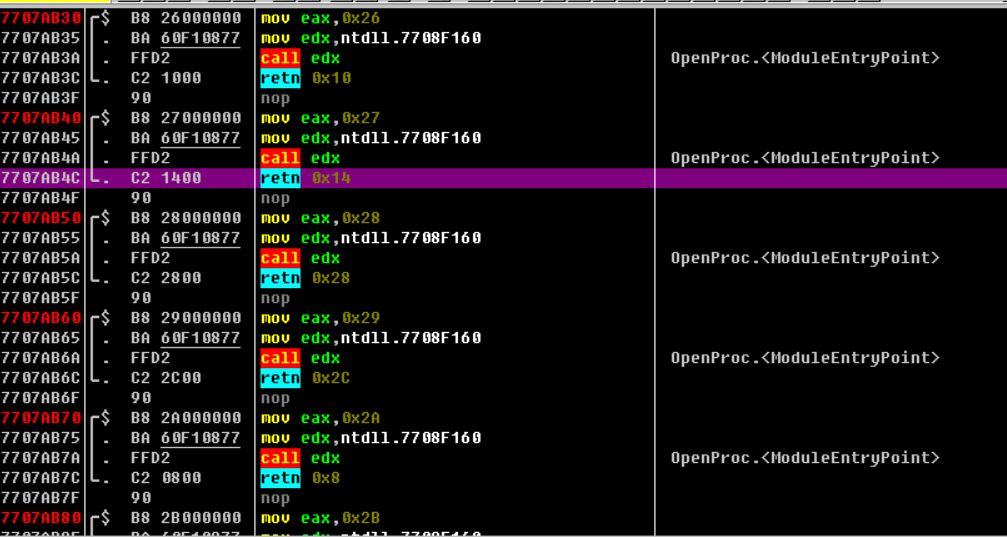 7707AB30 $ B8 26000000 mov eax,0x26
7707AB35 . BA 60F10877 mov edx,ntdll.7708F160
7707AB3A . FFD2 call edx OpenProc.<ModuleEntryPoint>
7707AB3C . C2 1000 retn 0x10
7707AB3F 90 nop
7707AB40 $ B8 27000000 mov eax,0x27
7707AB45 . BA 60F10877 mov edx,ntdll.7708F160
7707AB4A . FFD2 call edx OpenProc.<ModuleEntryPoint>
7707AB4C . C2 1400 retn 0x14
7707AB4F 90 nop
7707AB50 $ B8 28000000 mov eax,0x28
7707AB55 . BA 60F10877 mov edx,ntdll.7708F160
7707AB5A . FFD2 call edx OpenProc.<ModuleEntryPoint>
7707AB5C . C2 2800 retn 0x28
7707AB5F 90 nop
7707AB60 $ B8 29000000 mov eax,0x29
7707AB65 . BA 60F10877 mov edx,ntdll.7708F160
7707AB6A . FFD2 call edx OpenProc.<ModuleEntryPoint>
7707AB6C . C2 2C00 retn 0x2C
7707AB6F 90 nop
7707AB70 $ B8 2A000000 mov eax,0x2A
7707AB75 . BA 60F10877 mov edx,ntdll.7708F160
7707AB7A . FFD2 call edx OpenProc.<ModuleEntryPoint>
7707AB7C . C2 0800 retn 0x8
7707AB7F 90 nop
7707AB80 $ B8 2B000000 mov eax,0x2B